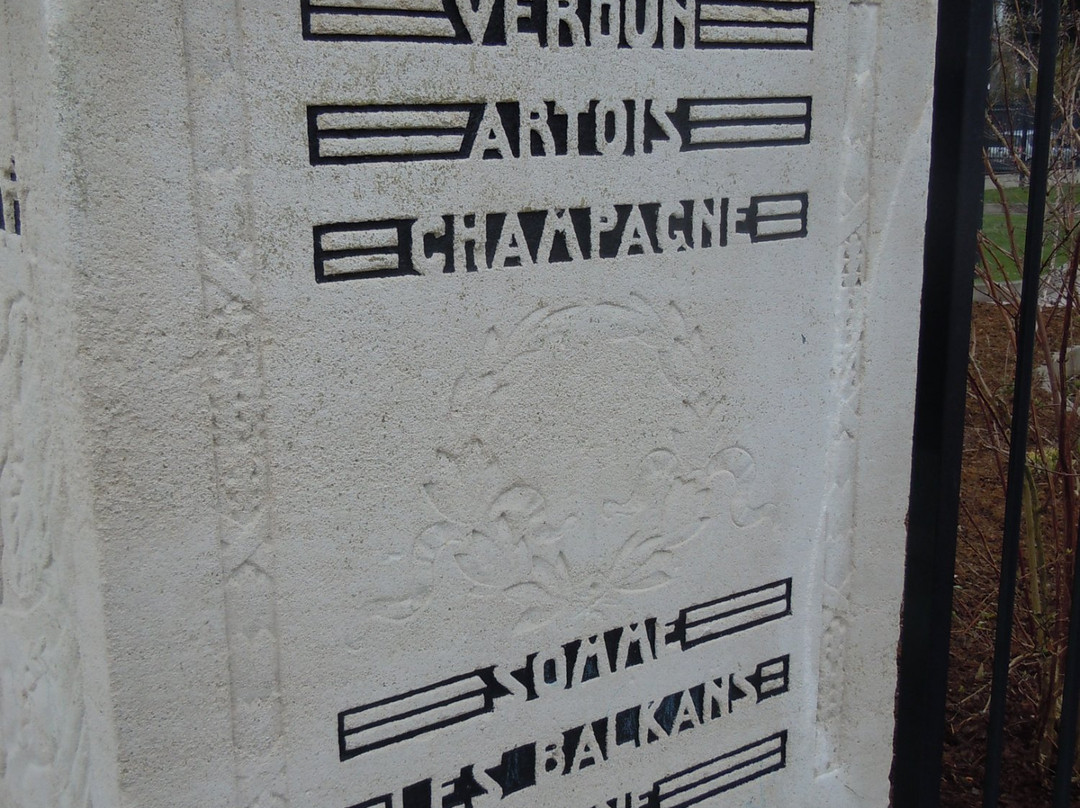 VERDUN
ARTOIS
CHAMPAGNE
SOMME
LES BALKANS